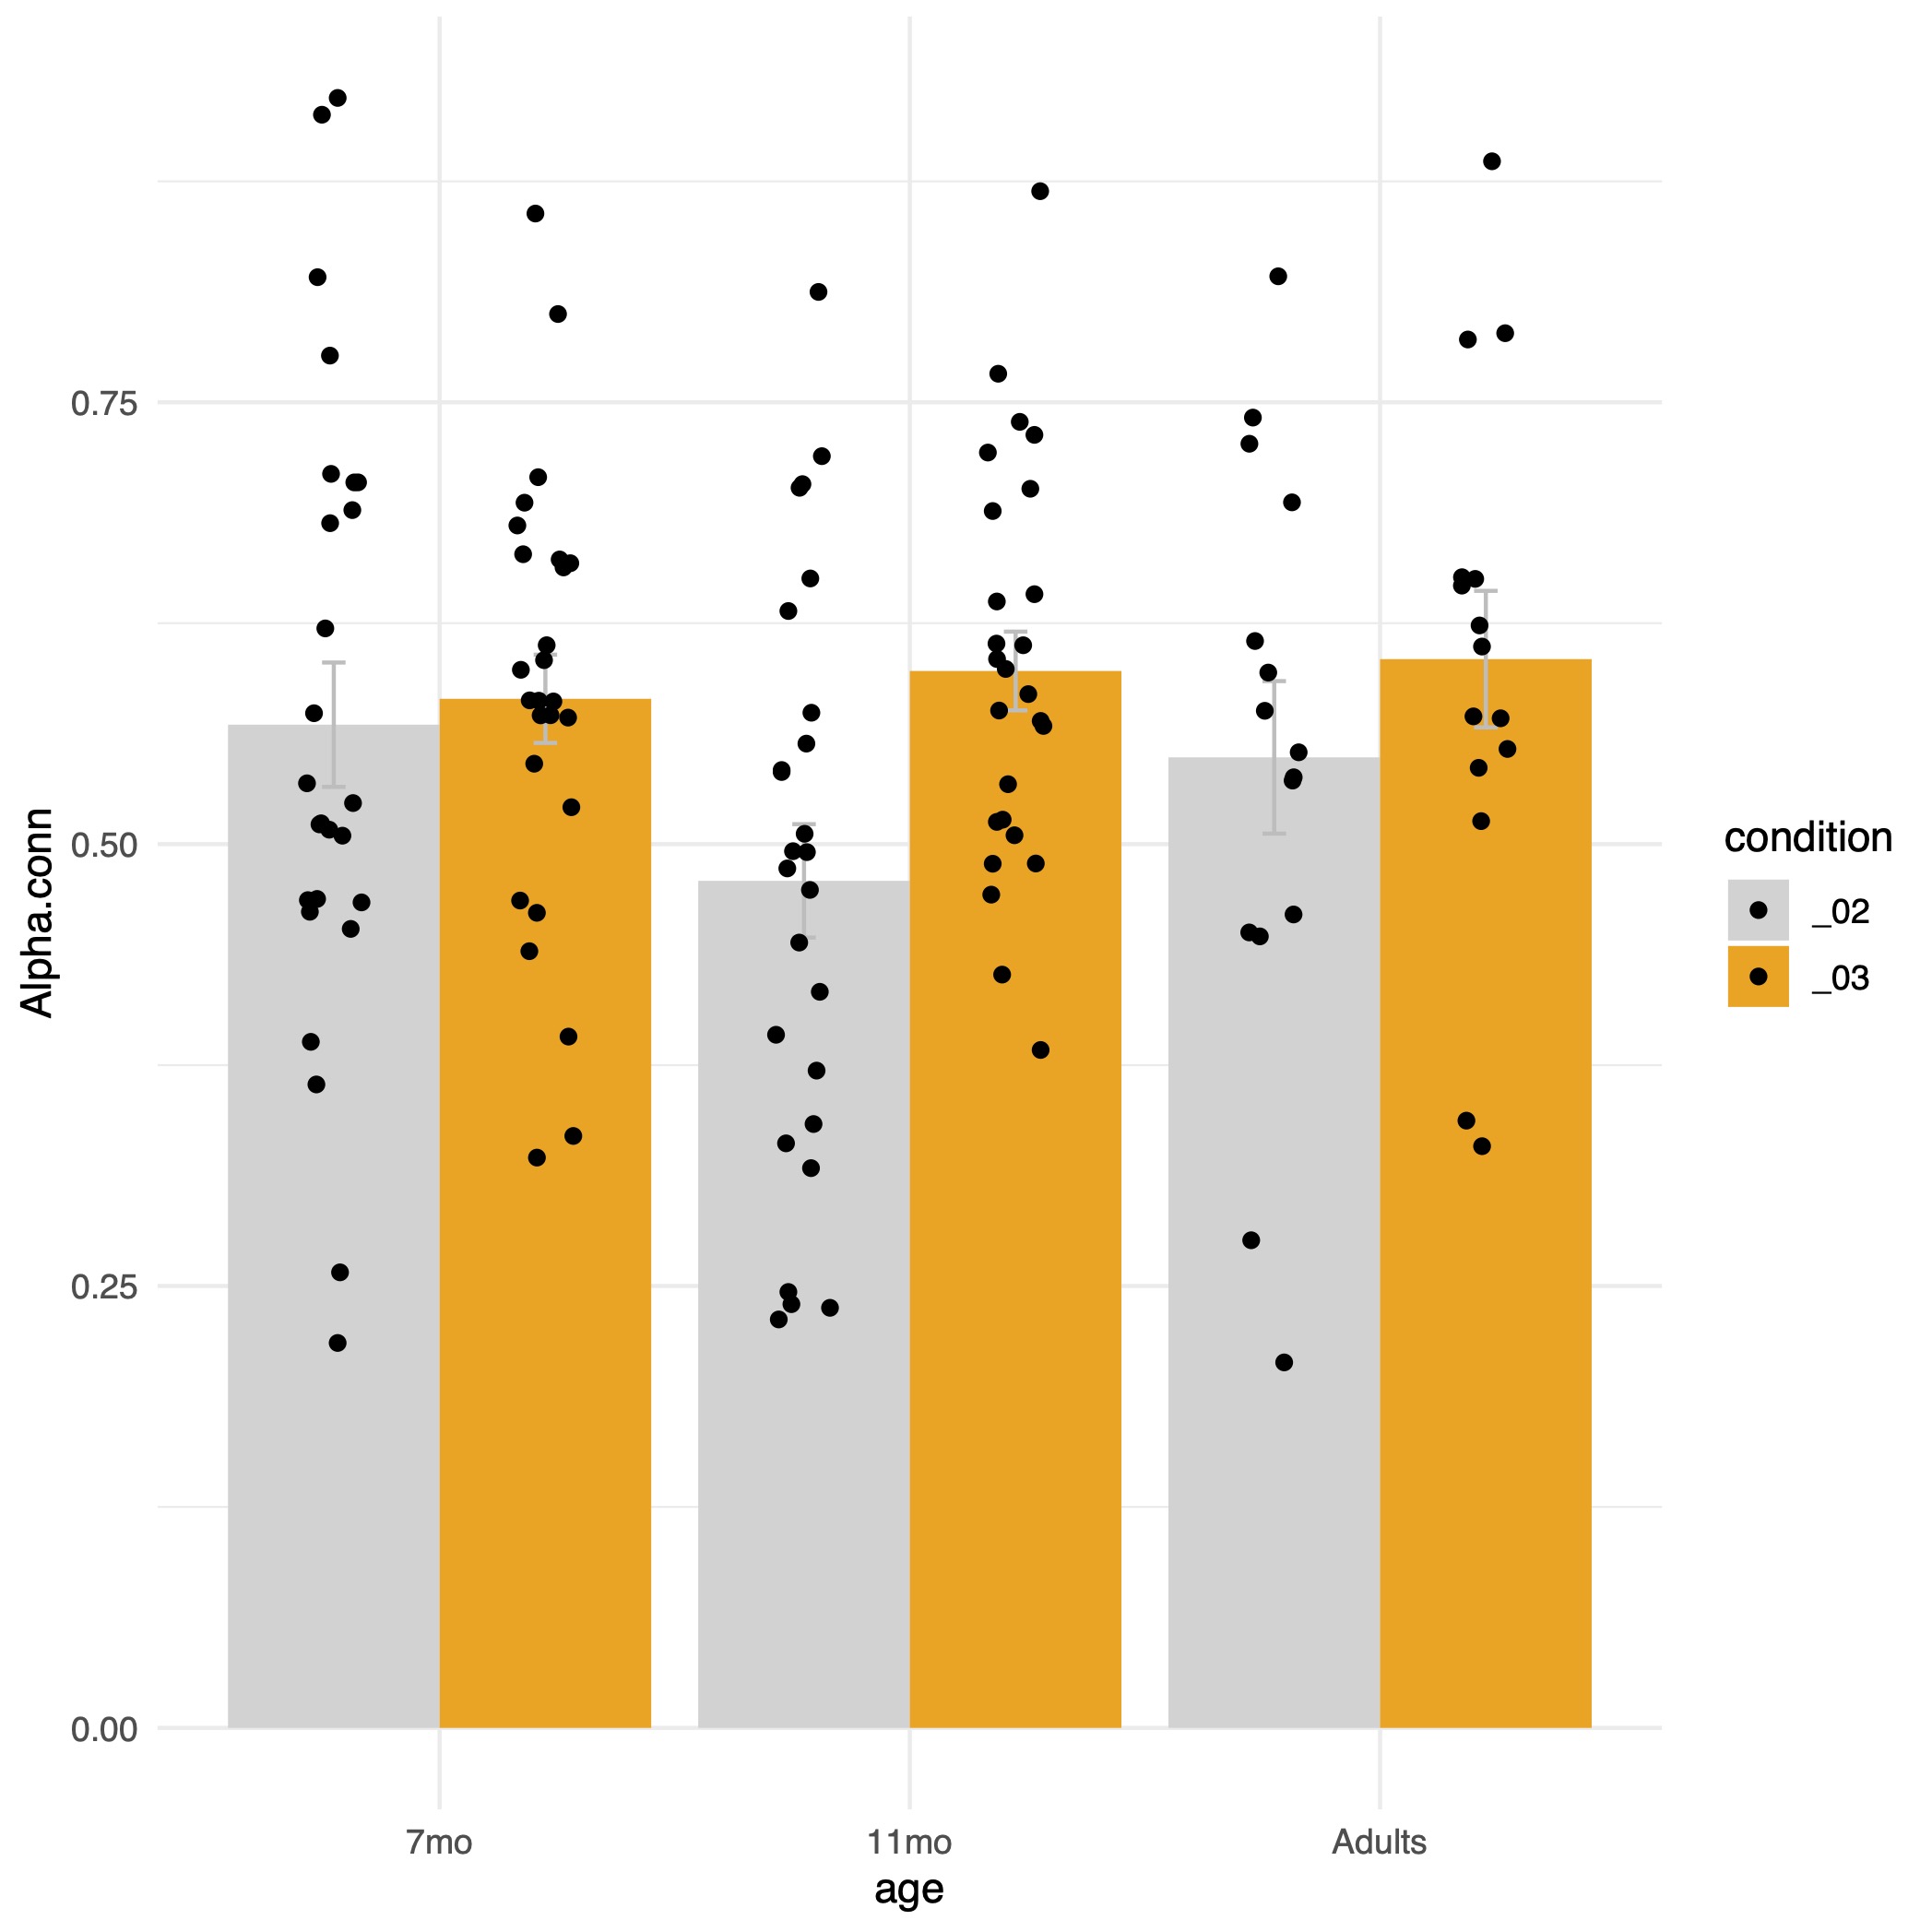 Alpha.conn
0.75
0.50
0.25
0.00
7mo
11mo
Adults
age
condition
_02
_03